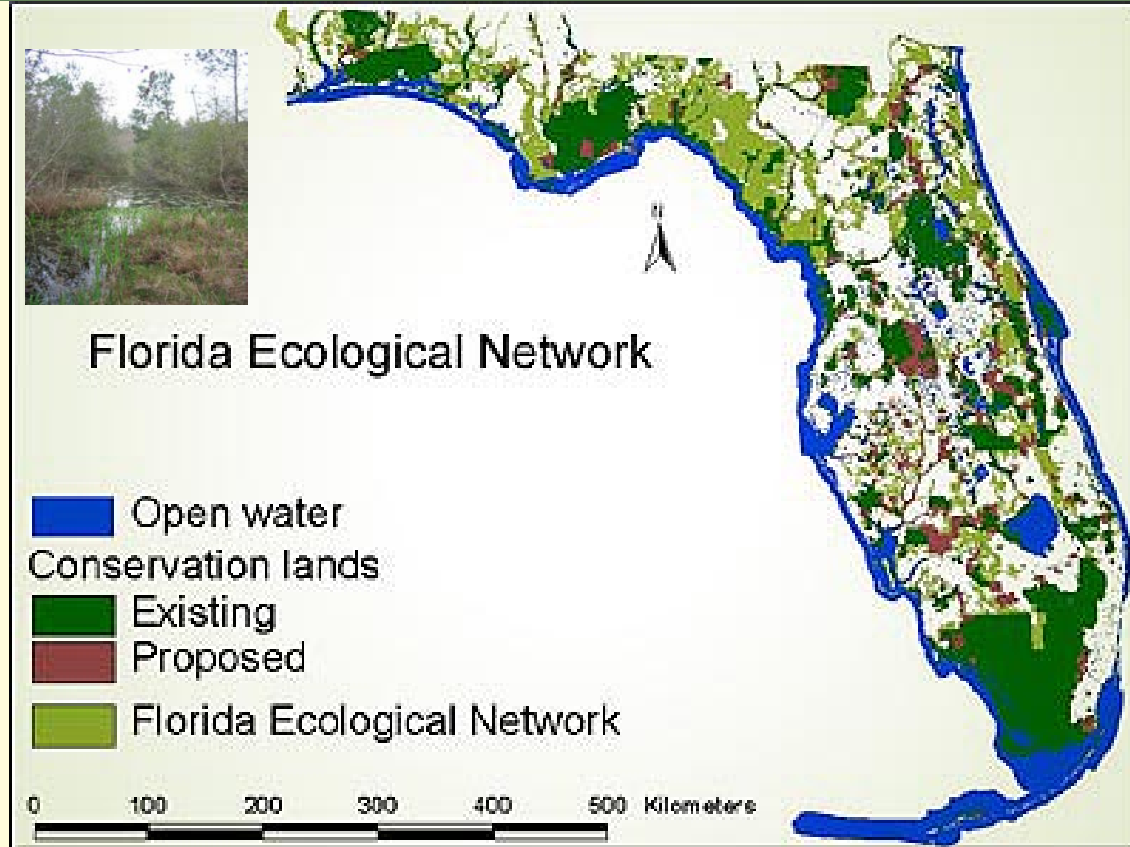 N
Florida Ecological Network
Open water
Conservation lands
Existing
Proposed
Florida Ecological Network
0 100 200 300 400 500 Kilometers